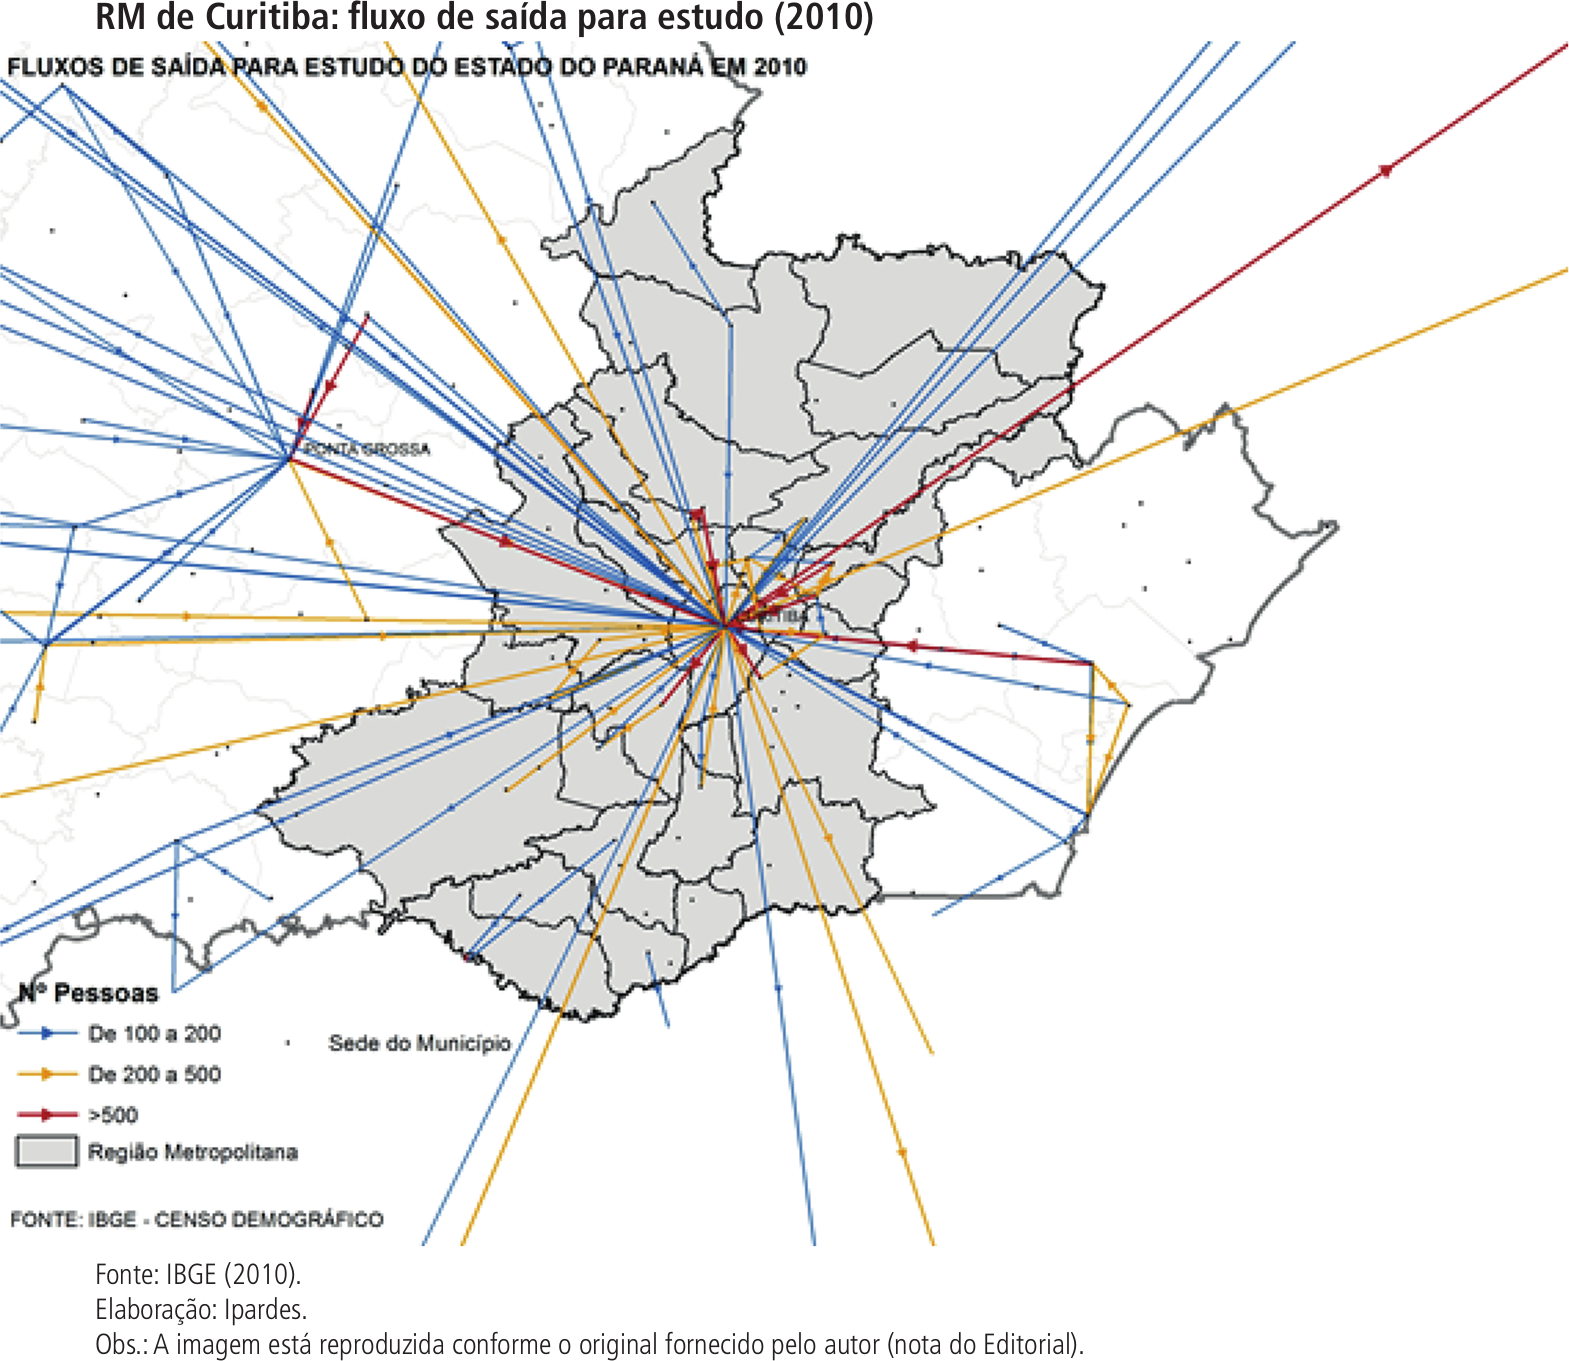 RM de Curitiba: fluxo de saída para estudo (2010)
FLUXOS DE SAÍDA PARA ESTUDO DO ESTADO DO PARANÁ EM 2010
PONTA GROSSA
CURITIBA
Nº Pessoas
De 100 a 200
Sede do Município
De 200 a 500
>500
Região Metropolitana
FONTE: IBGE - CENSO DEMOGRÁFICO
Fonte: IBGE (2010).
Elaboração: Ipardes.
Obs.: A imagem está reproduzida conforme o original fornecido pelo autor (nota do Editorial).